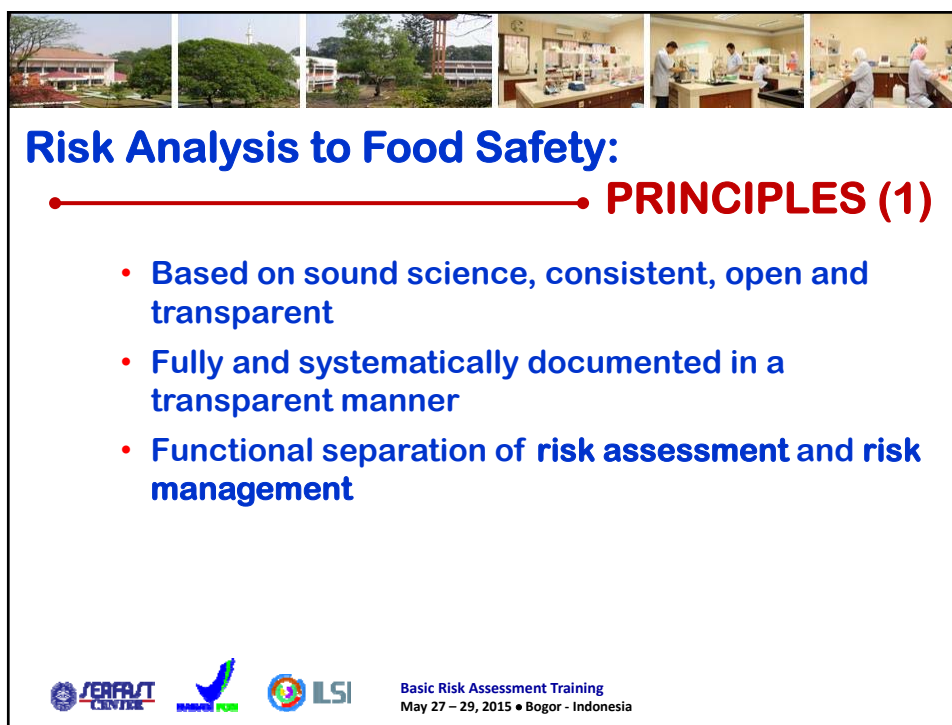 Risk Analysis to Food Safety:
PRINCIPLES (1)
• Based on sound science, consistent, open and
transparent
• Fully and systematically documented in a
transparent manner
• Functional separation of risk assessment and risk
management
SEAFAST
CENTER
BADAN POM
ILSI
Basic Risk Assessment Training
May 27 – 29, 2015 ● Bogor - Indonesia